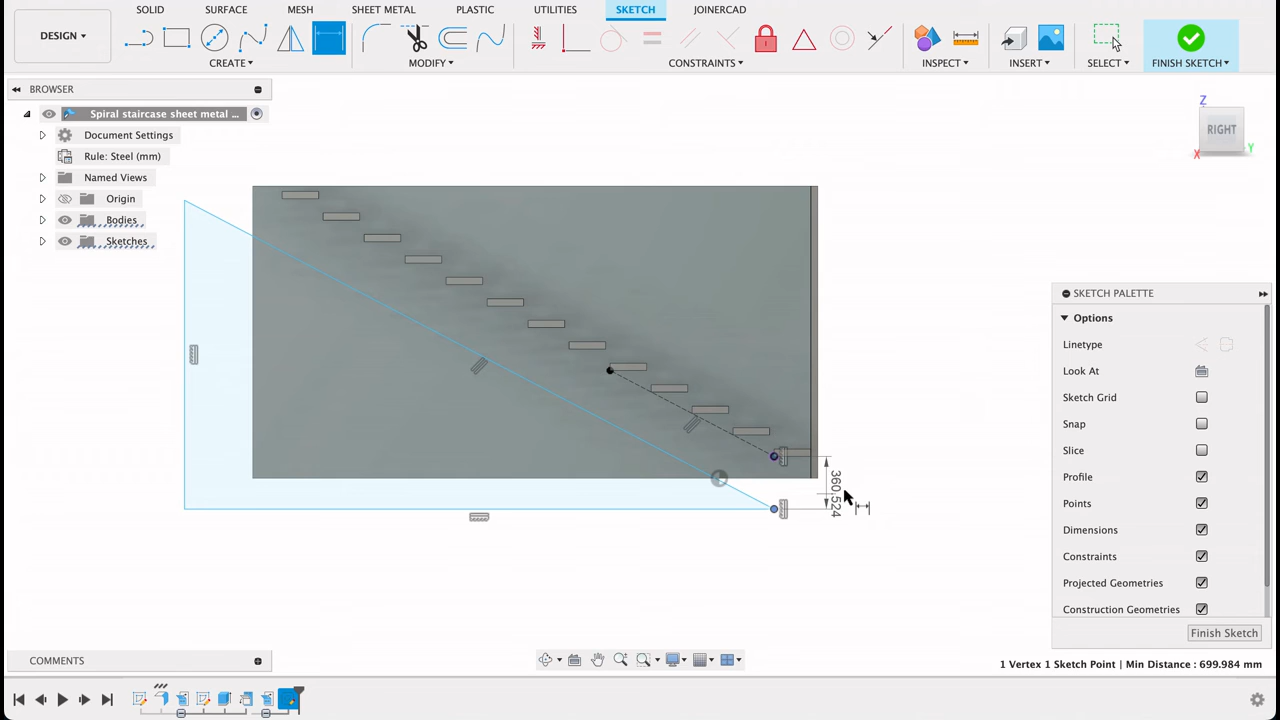 SOLID SURFACE MESH SHEET METAL PLASTIC UTILITIES SKETCH JOINERCAD
DESIGN
CREATE MODIFY CONSTRAINTS INSPECT INSERT SELECT FINISH SKETCH
BROWSER
Spiral staircase sheet metal ...
Document Settings
Rule: Steel (mm)
Named Views
Origin
Bodies
Sketches
Z
RIGHT
X
Y
360.524
SKETCH PALETTE
Options
Linetype
Look At
Sketch Grid
Snap
Slice
Profile
Points
Dimensions
Constraints
Projected Geometries
Construction Geometries
Finish Sketch
COMMENTS
1 Vertex 1 Sketch Point | Min Distance : 699.984 mm